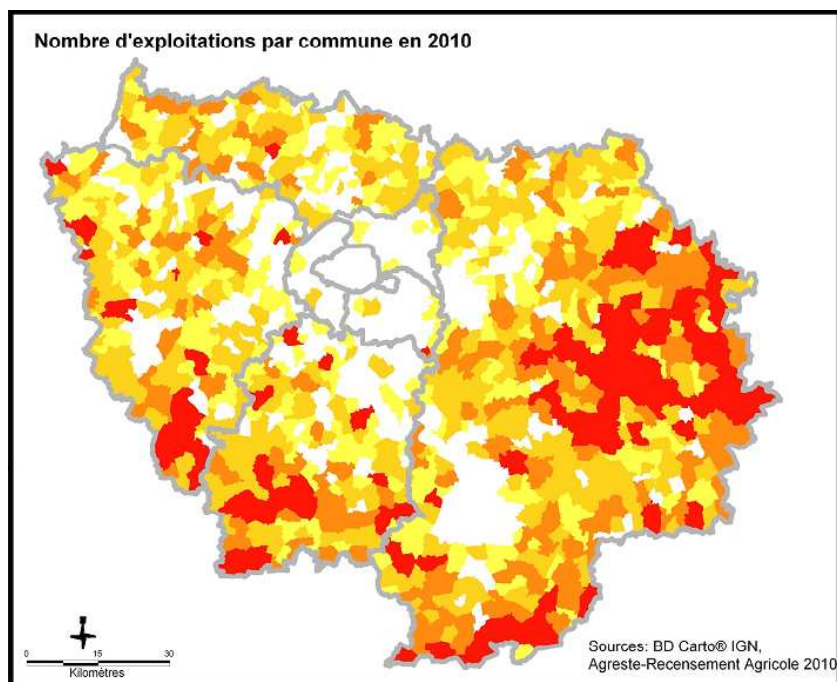 Nombre d'exploitations par commune en 2010
0 15 30
Kilomètres
Sources: BD Carto® IGN,
Agreste-Recensement Agricole 2010